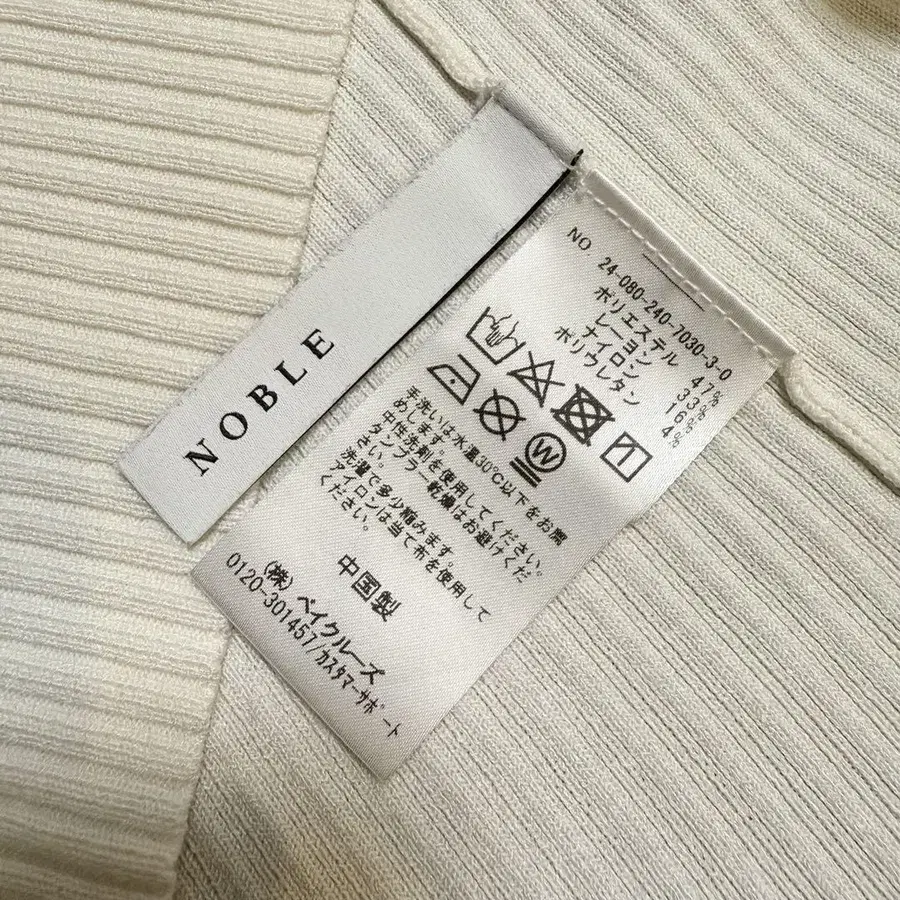 NOBLE
NO. 24-080-240-7030-3-0
ポリエステル 47%
レーヨン 33%
ナイロン 16%
ポリウレタン 4%
W
手洗いは水温30℃以下をお勧
めします。
中性洗剤を使用してください。
タンブラー乾燥はお避けくだ
さい。
洗濯で多少縮みます。
アイロンは当て布を使用して
ください。
中国製
(株) ベイクルーズ
0120-301457/カスタマーサポート